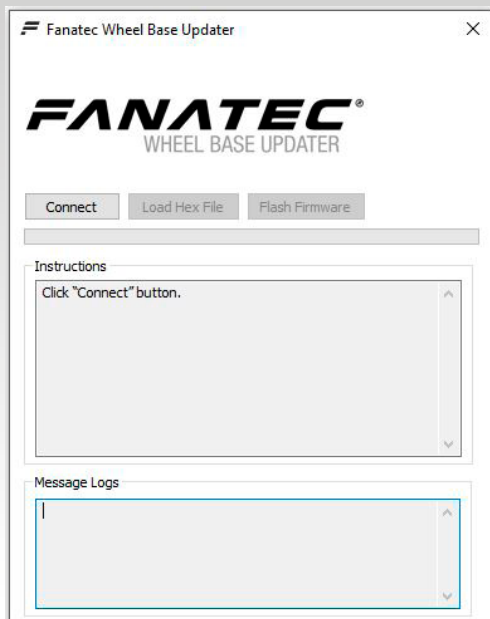 Fanatec Wheel Base Updater
FANATEC®
WHEEL BASE UPDATER
Connect Load Hex File Flash Firmware
Instructions
Click “Connect” button.
Message Logs